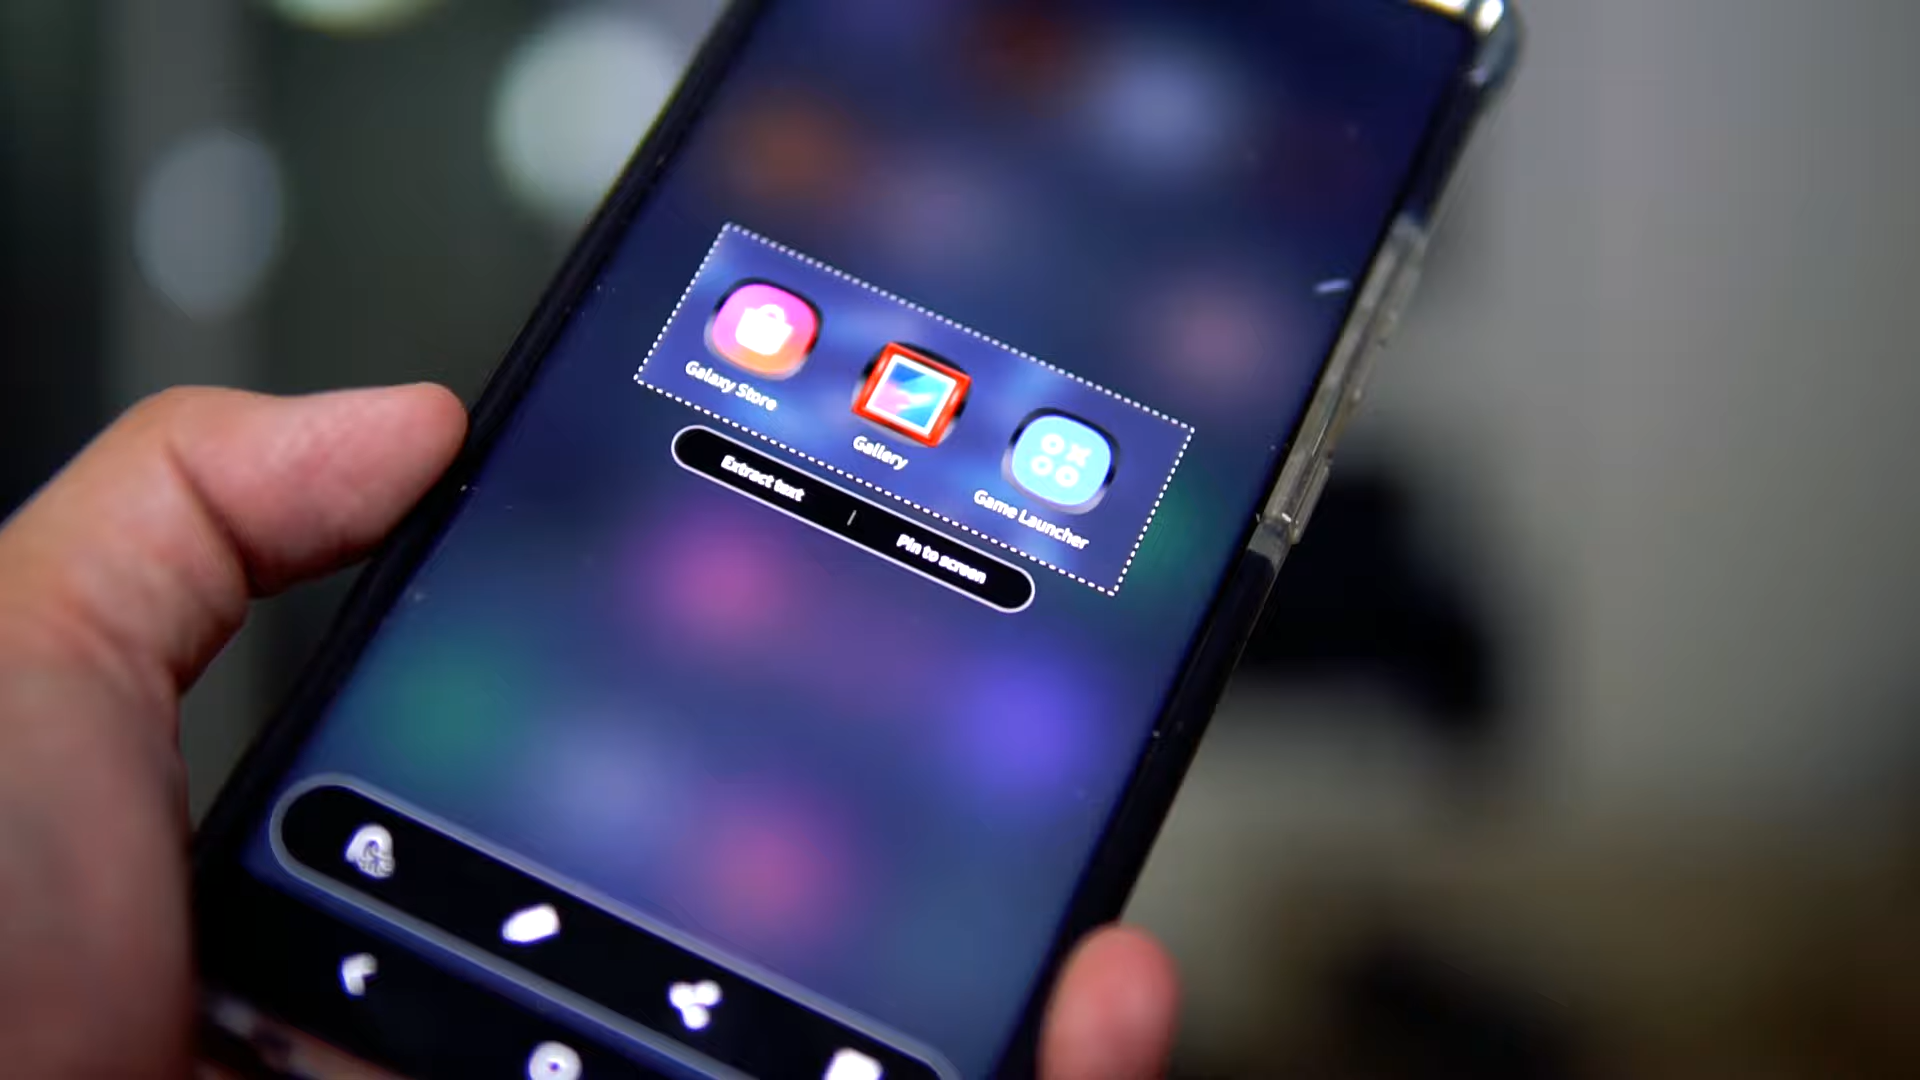 Galaxy Store
Gallery
Game Launcher
Extract text
Pin to screen